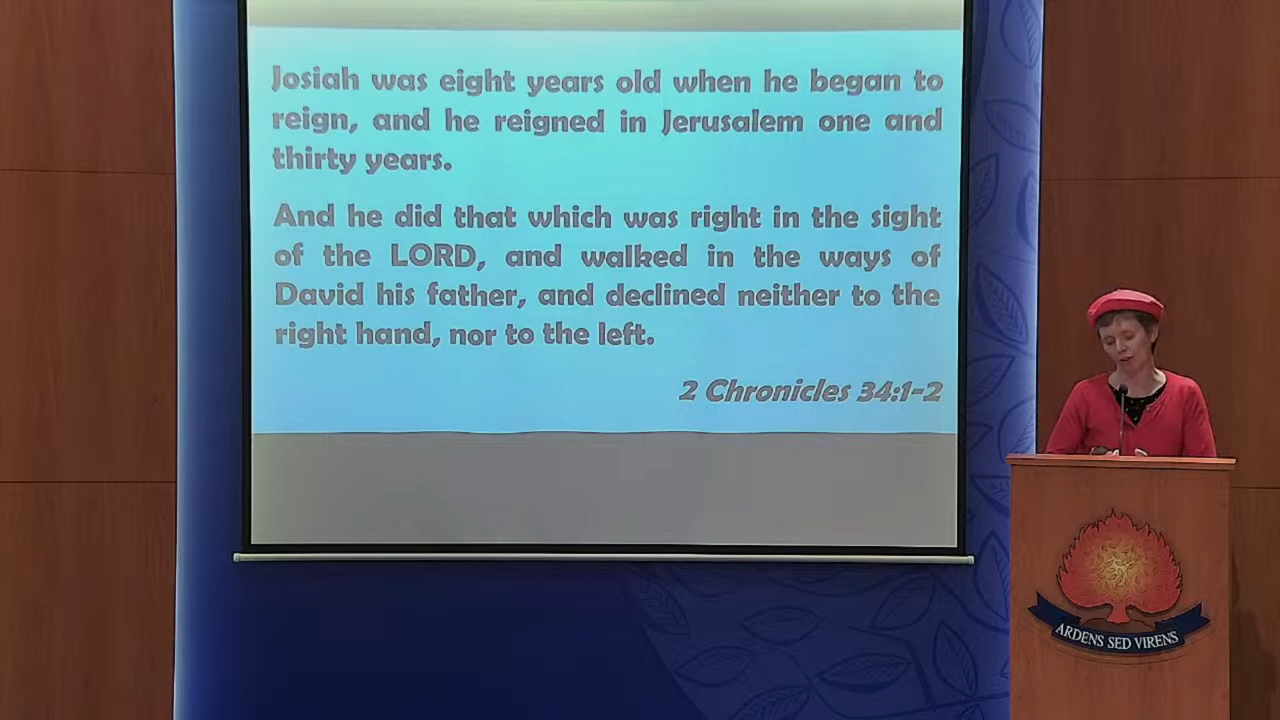 Josiah was eight years old when he began to
reign, and he reigned in Jerusalem one and
thirty years.
And he did that which was right in the sight
of the LORD, and walked in the ways of
David his father, and declined neither to the
right hand, nor to the left.
2 Chronicles 34:1-2
ARDENS SED VIRENS